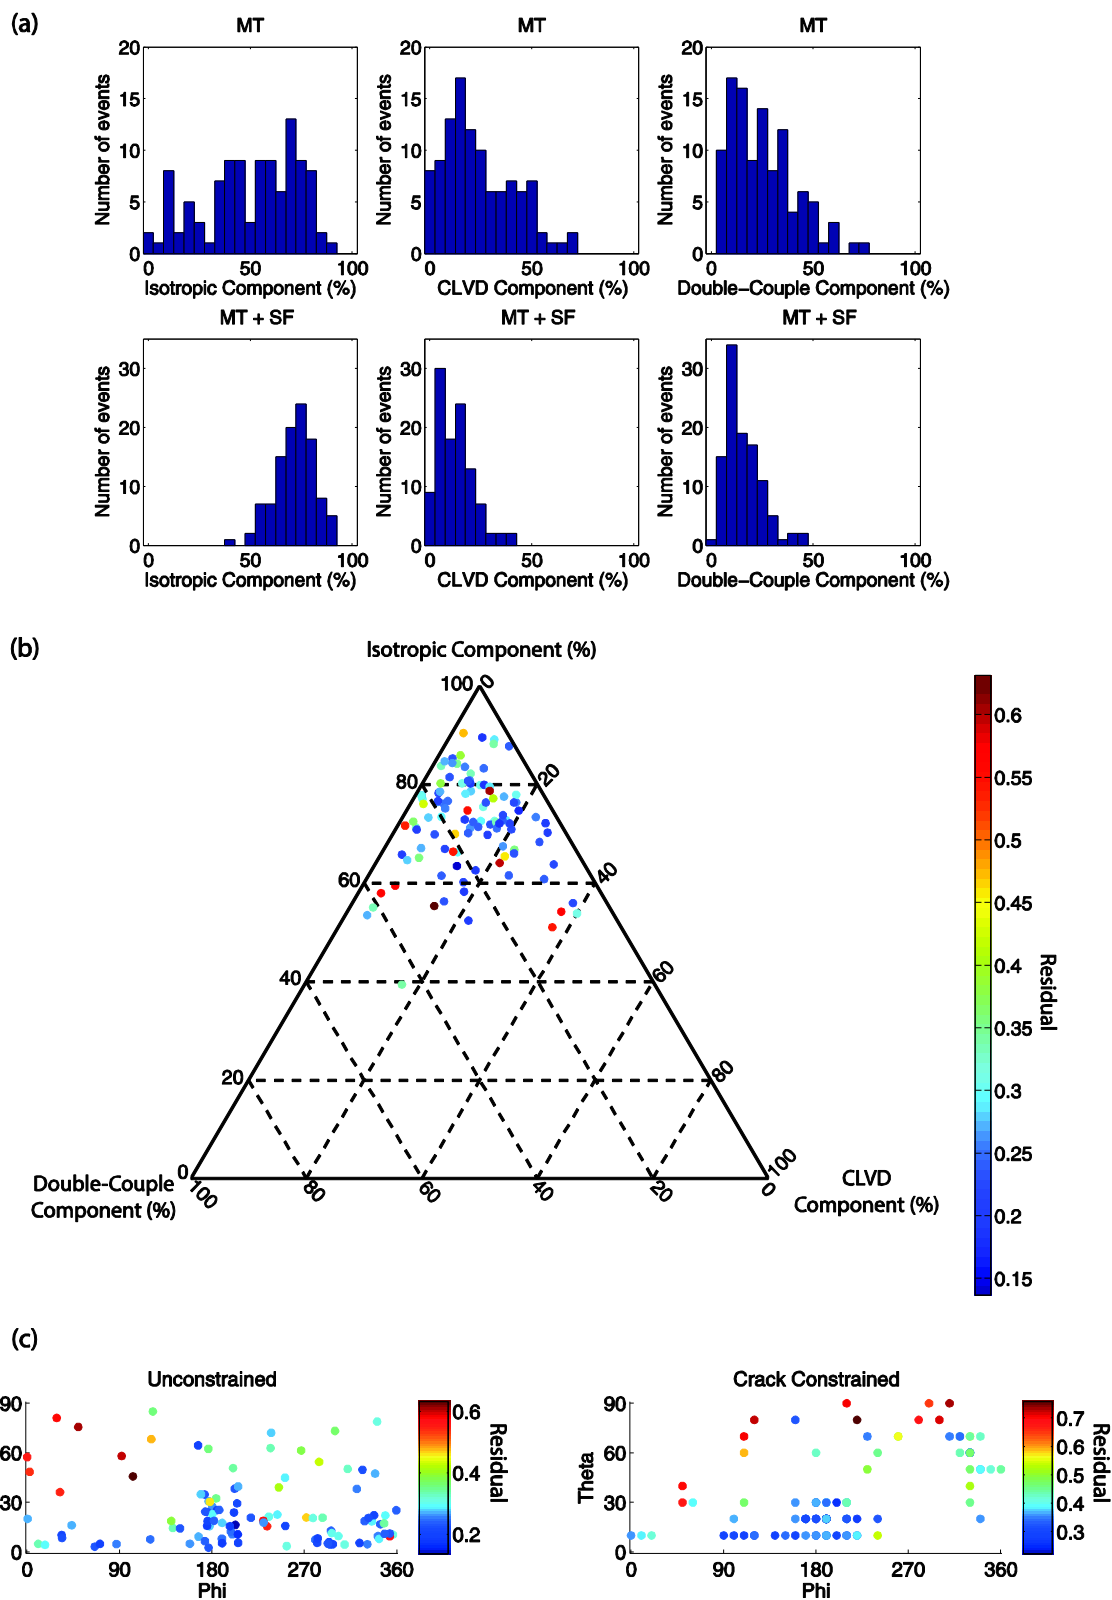 (a)
MT
MT
MT
20
15
10
5
0
Number of events
0 50 100
Isotropic Component (%)
20
15
10
5
0
Number of events
0 50 100
CLVD Component (%)
20
15
10
5
0
Number of events
0 50 100
Double-Couple Component (%)
MT + SF
MT + SF
MT + SF
30
20
10
0
Number of events
0 50 100
Isotropic Component (%)
30
20
10
0
Number of events
0 50 100
CLVD Component (%)
30
20
10
0
Number of events
0 50 100
Double-Couple Component (%)
(b)
Isotropic Component (%)
100 0
80 20
60 40
40 60
20 80
0 100
100 80 60 40 20 0
Double-Couple
Component (%)
CLVD
Component (%)
0.6
0.55
0.5
0.45
0.4
0.35
0.3
0.25
0.2
0.15
Residual
(c)
Unconstrained
90
60
30
0
0 90 180 270 360
Phi
0.6
0.4
0.2
Residual
Crack Constrained
Theta
90
60
30
0
0 90 180 270 360
Phi
0.7
0.6
0.5
0.4
0.3
Residual